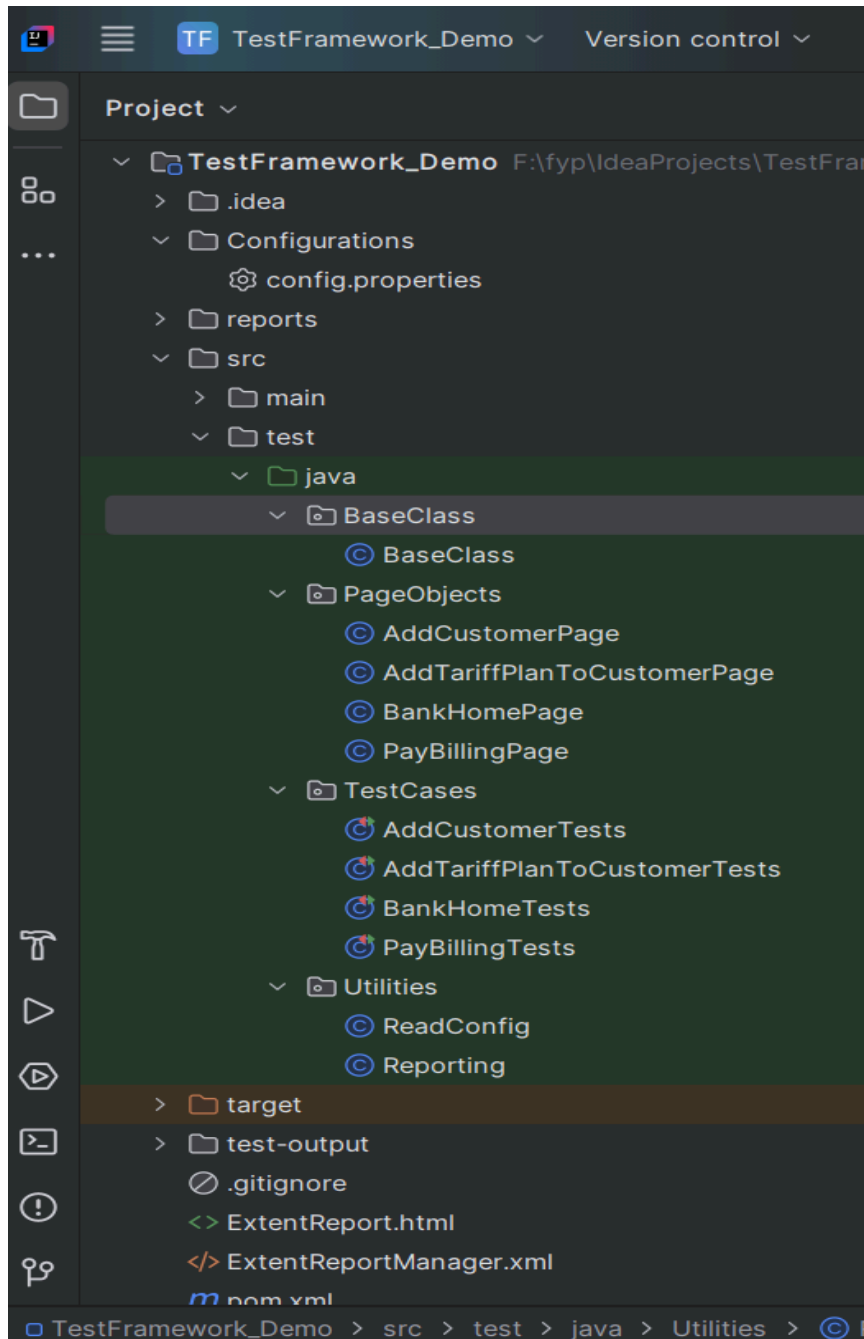 TF TestFramework_Demo Version control
Project
TestFramework_Demo F:\fyp\IdeaProjects\TestFra
.idea
Configurations
config.properties
reports
src
main
test
java
BaseClass
BaseClass
PageObjects
AddCustomerPage
AddTariffPlanToCustomerPage
BankHomePage
PayBillingPage
TestCases
AddCustomerTests
AddTariffPlanToCustomerTests
BankHomeTests
PayBillingTests
Utilities
ReadConfig
Reporting
target
test-output
.gitignore
ExtentReport.html
ExtentReportManager.xml
pom.xml
TestFramework_Demo > src > test > java > Utilities >